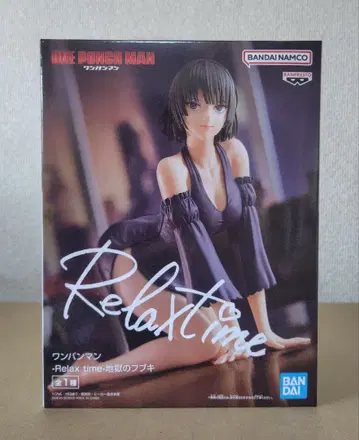 ONE PUNCH MAN
ワンパンマン
BANDAI NAMCO
BANPRESTO
Relax time
ワンパンマン
-Relax time-地獄のフブキ
全1種
BANDAI